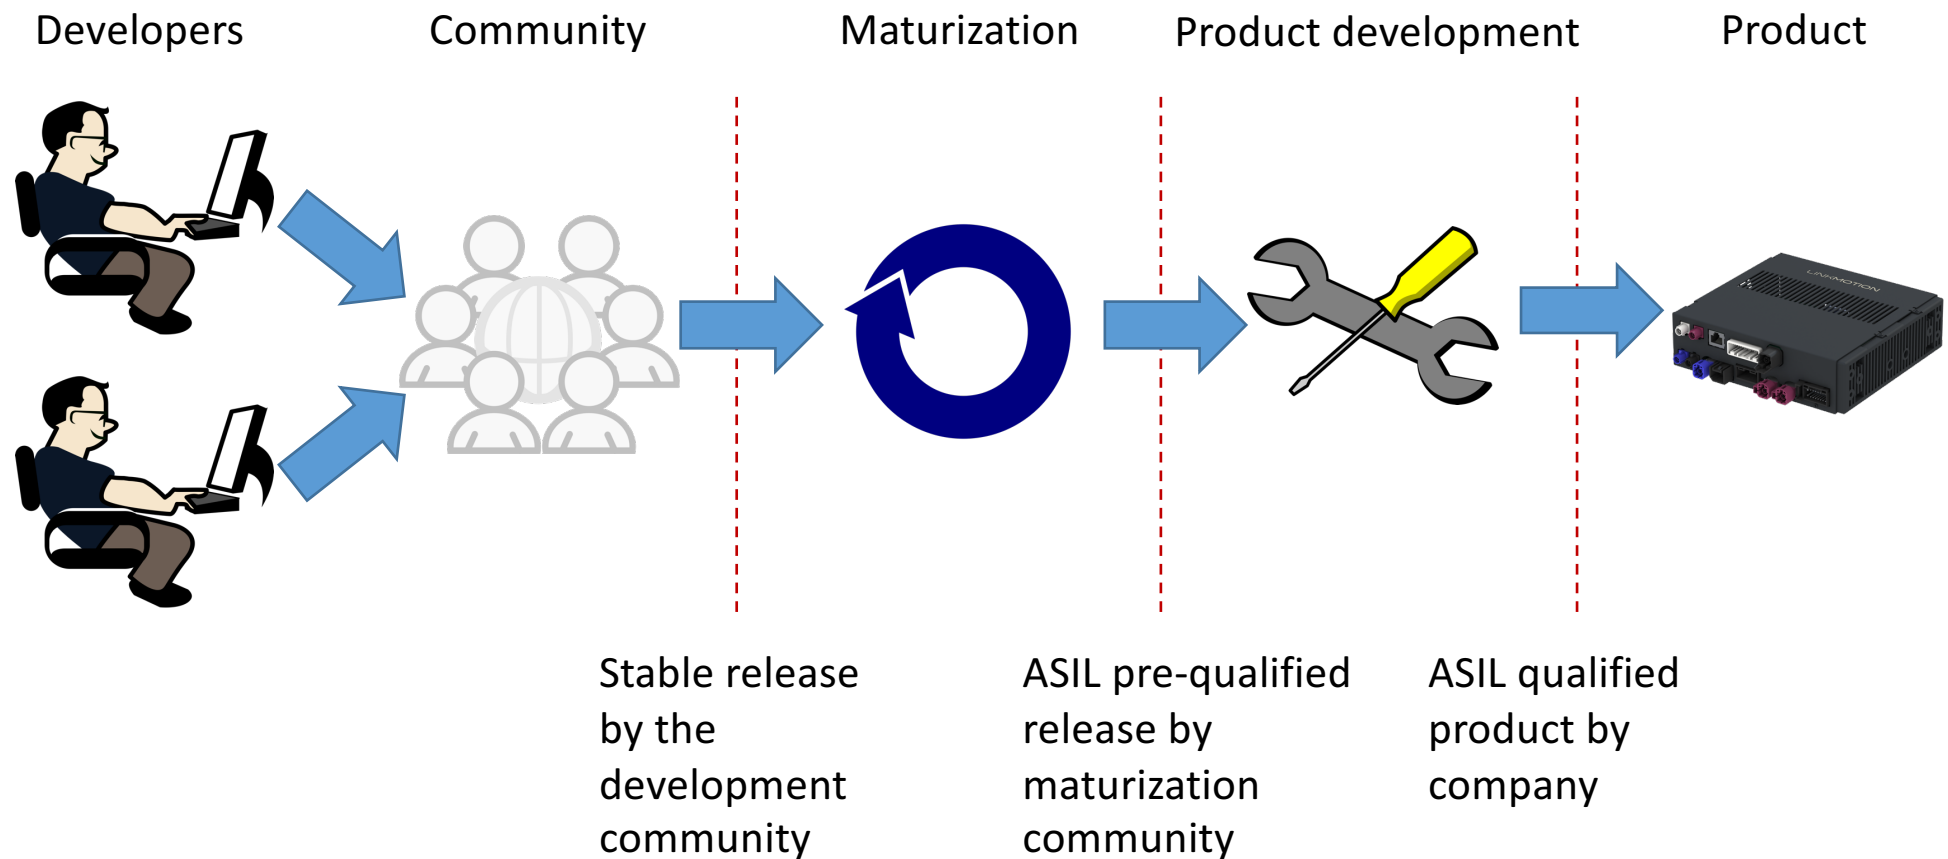 Developers
Community
Maturization
Product development
Product
LINKMOTION
Stable release
by the
development
community
ASIL pre-qualified
release by
maturization
community
ASIL qualified
product by
company